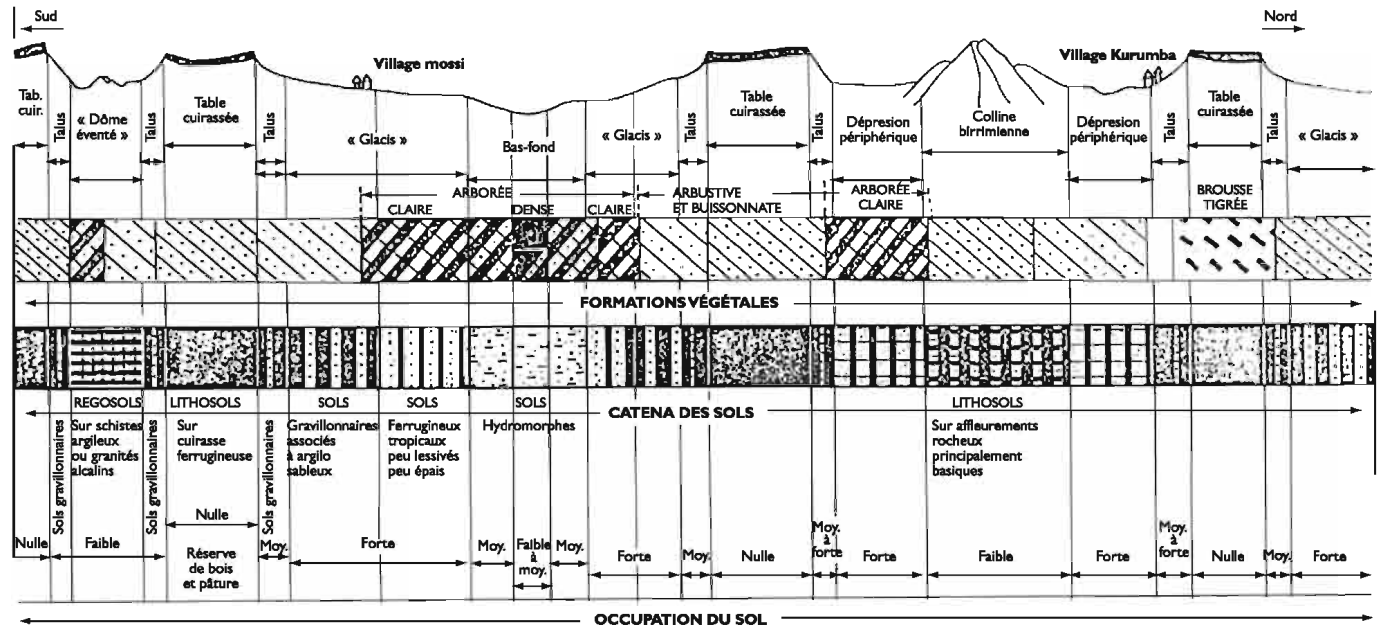 Sud
Nord
Village mossi
Village Kurumba
Tab.
cuir.
Talus
« Dôme
éventé »
Talus
Table
cuirassée
Talus
« Glacis »
Bas-fond
« Glacis »
Talus
Table
cuirassée
Talus
Dépresion
périphérique
Colline
birrimienne
Dépresion
périphérique
Talus
Table
cuirassée
Talus
« Glacis »
ARBORÉE
CLAIRE
DENSE
CLAIRE
ARBUSTIVE
ET BUISSONNATE
ARBORÉE
CLAIRE
BROUSSE
TIGRÉE
FORMATIONS VÉGÉTALES
CATENA DES SOLS
REGOSOLS
Sur schistes
argileux
ou granités
alcalins
Sols gravillonnaires
Sols gravillonnaires
LITHOSOLS
Sur
cuirasse
ferrugineuse
Sols gravillonnaires
SOLS
Gravillonnaires
associés
à argilo
sableux
SOLS
Ferrugineux
tropicaux
peu lessivés
peu épais
SOLS
Hydromorphes
LITHOSOLS
Sur affleurements
rocheux
principalement
basiques
Nulle
Faible
Nulle
Réserve
de bois
et pâture
Moy.
Forte
Moy.
Faible
à
moy.
Moy.
Forte
Moy.
Nulle
Moy.
à
forte
Forte
Faible
Forte
Moy.
à
forte
Nulle
Moy.
Forte
OCCUPATION DU SOL